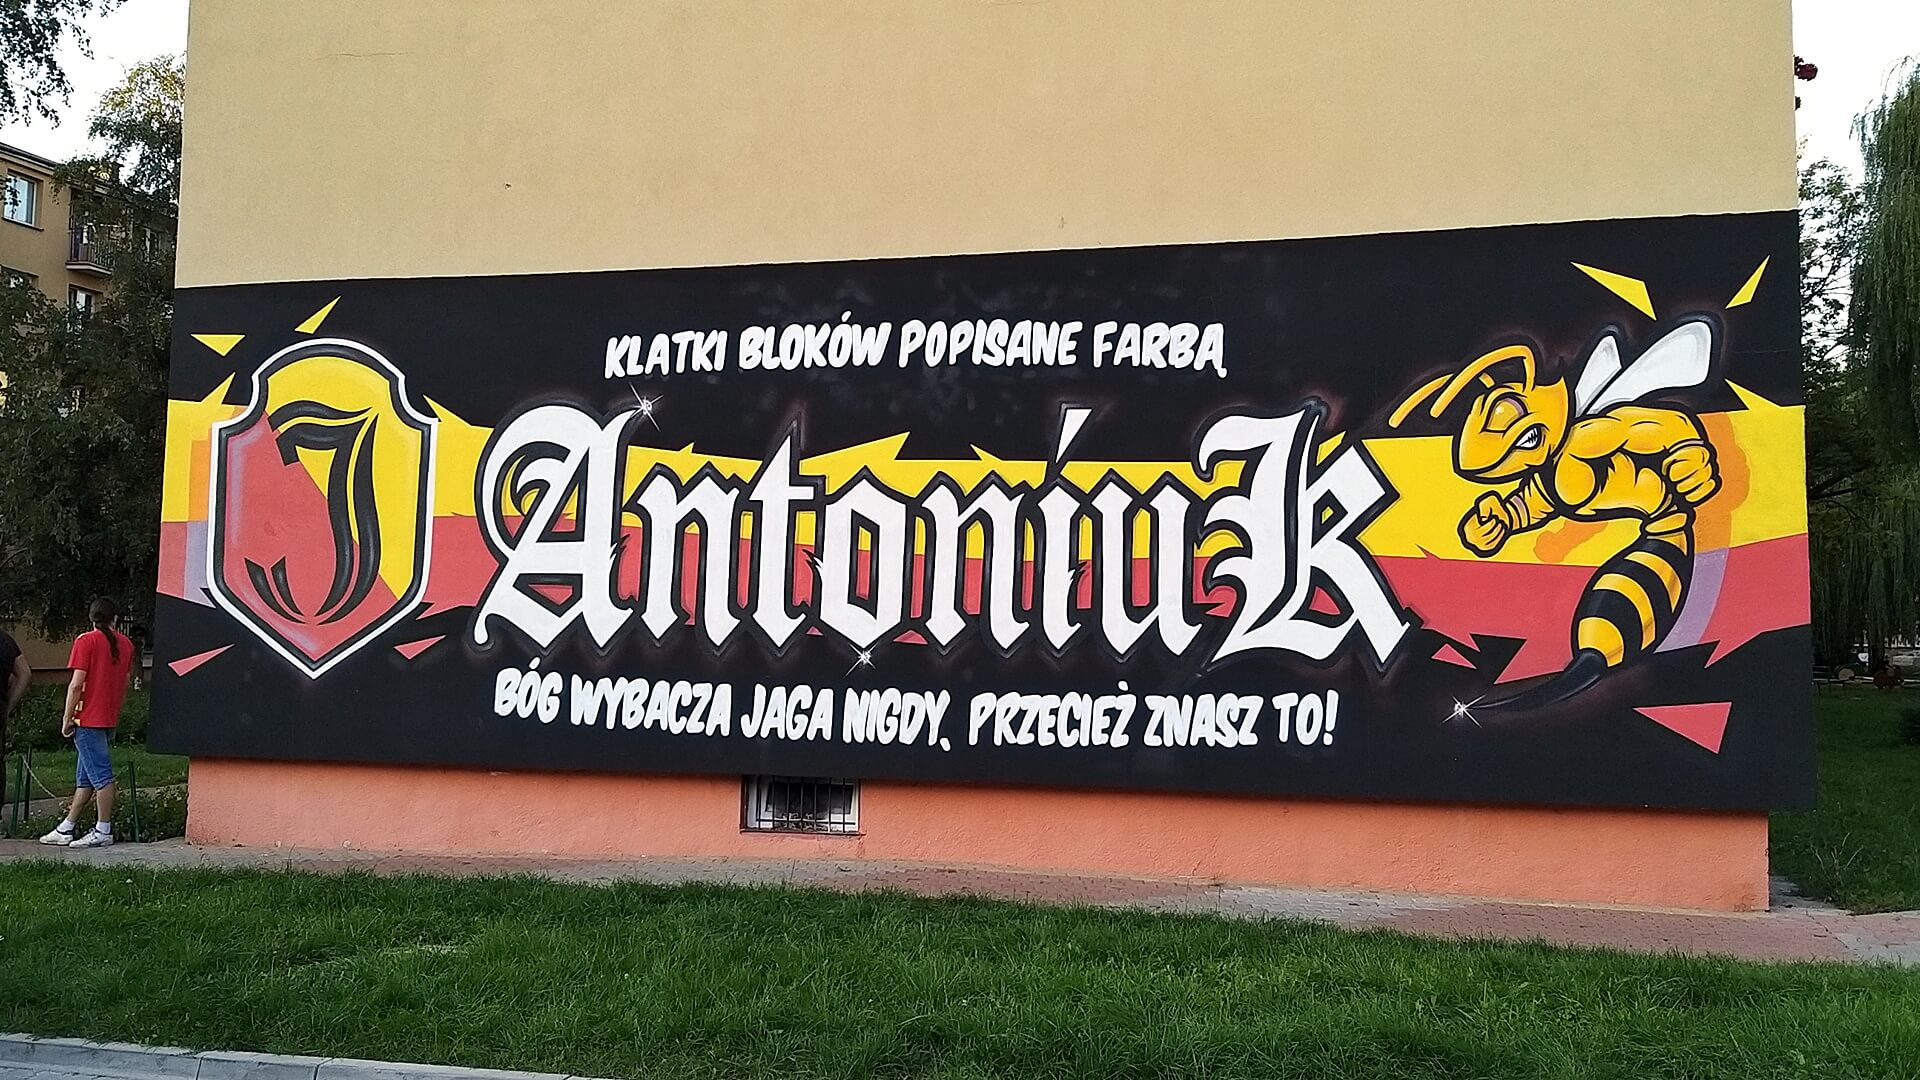 KLATKI BLOKÓW POPISANE FARBĄ
J
AntoniuK
BÓG WYBACZA JAGA NIGDY, PRZECIEŻ ZNASZ TO!